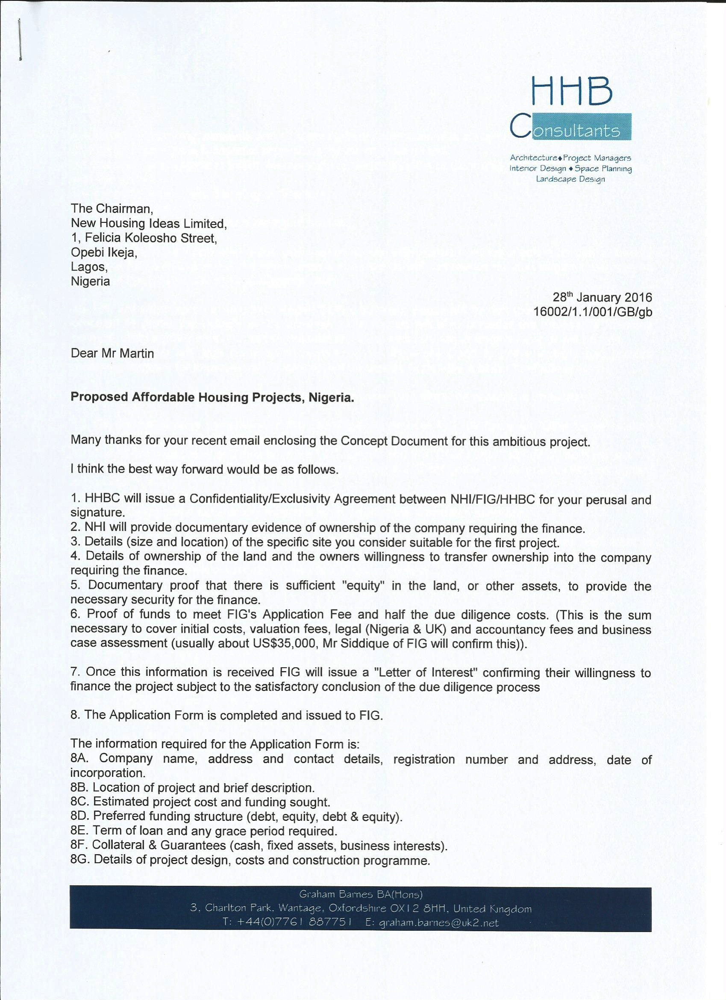 HHB
Consultants
Architecture♦Project Managers
Interior Design ♦ Space Planning
Landscape Design
The Chairman,
New Housing Ideas Limited,
1, Felicia Koleosho Street,
Opebi Ikeja,
Lagos,
Nigeria
28th January 2016
16002/1.1/001/GB/gb
Dear Mr Martin
Proposed Affordable Housing Projects, Nigeria.
Many thanks for your recent email enclosing the Concept Document for this ambitious project.
I think the best way forward would be as follows.
1. HHBC will issue a Confidentiality/Exclusivity Agreement between NHI/FIG/HHBC for your perusal and
signature.
2. NHI will provide documentary evidence of ownership of the company requiring the finance.
3. Details (size and location) of the specific site you consider suitable for the first project.
4. Details of ownership of the land and the owners willingness to transfer ownership into the company
requiring the finance.
5. Documentary proof that there is sufficient "equity" in the land, or other assets, to provide the
necessary security for the finance.
6. Proof of funds to meet FIG's Application Fee and half the due diligence costs. (This is the sum
necessary to cover initial costs, valuation fees, legal (Nigeria & UK) and accountancy fees and business
case assessment (usually about US$35,000, Mr Siddique of FIG will confirm this)).
7. Once this information is received FIG will issue a "Letter of Interest" confirming their willingness to
finance the project subject to the satisfactory conclusion of the due diligence process
8. The Application Form is completed and issued to FIG.
The information required for the Application Form is:
8A. Company name, address and contact details, registration number and address, date of
incorporation.
8B. Location of project and brief description.
8C. Estimated project cost and funding sought.
8D. Preferred funding structure (debt, equity, debt & equity).
8E. Term of loan and any grace period required.
8F. Collateral & Guarantees (cash, fixed assets, business interests).
8G. Details of project design, costs and construction programme.
Graham Barnes BA(Hons)
3, Charlton Park, Wantage, Oxfordshire OX12 8HH, United Kingdom
T: +44(0)7761 887751 E: graham.barnes@uk2.net